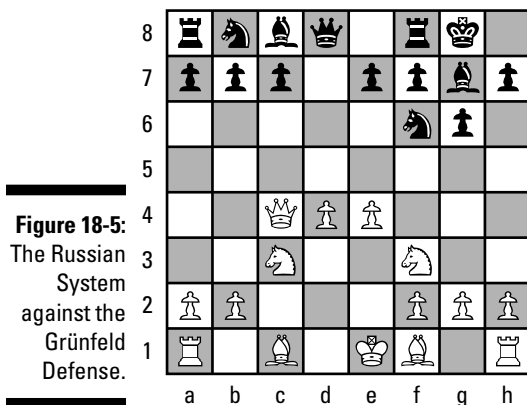 8
7
6
5
4
3
2
1
a b c d e f g h
Figure 18-5:
The Russian
System
against the
Grünfeld
Defense.